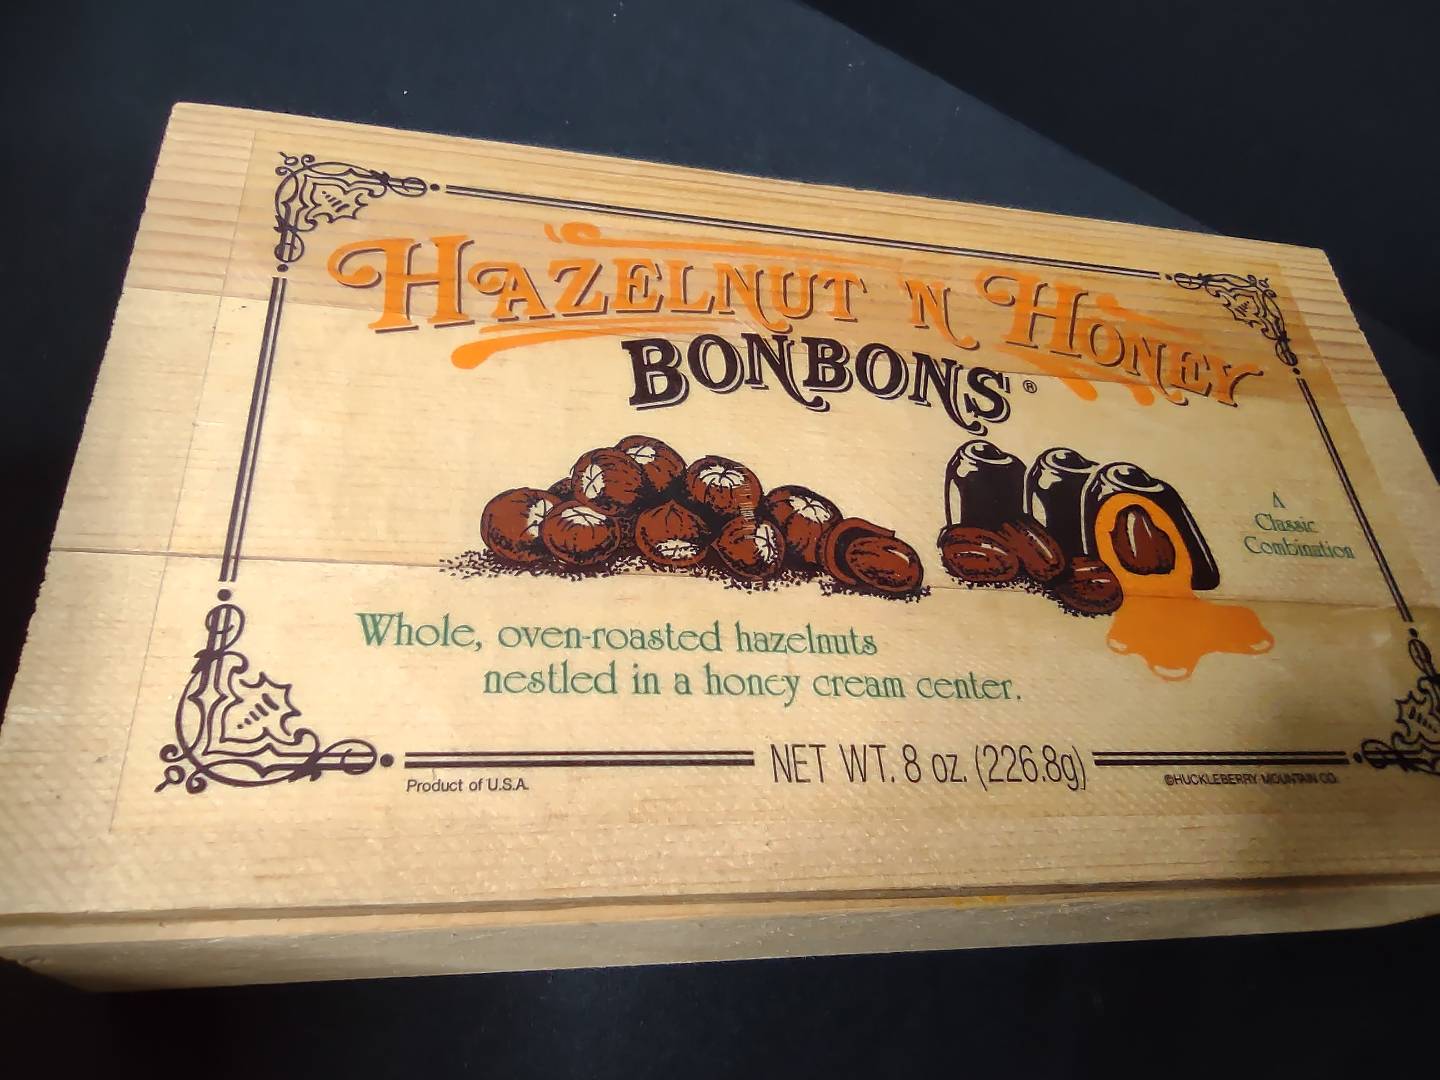 HAZELNUT 'N HONEY
BONBONS®
A
Classic
Combination
Whole, oven-roasted hazelnuts
nestled in a honey cream center.
NET WT. 8 oz. (226.8g)
Product of U.S.A.
©HUCKLEBERRY MOUNTAIN CO.